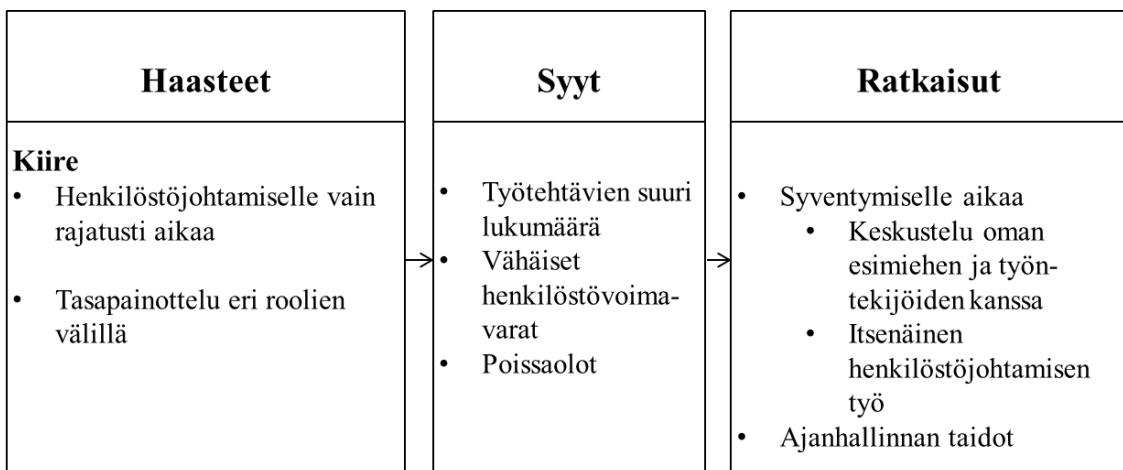 Haasteet
Kiire
• Henkilöstöjohtamiselle vain
rajatusti aikaa
• Tasapainottelu eri roolien
välillä
Syyt
• Työtehtävien suuri
lukumäärä
• Vähäiset
henkilöstövoima-
varat
• Poissaolot
Ratkaisut
• Syventymiselle aikaa
• Keskustelu oman
esimiehen ja työn-
tekijöiden kanssa
• Itsenäinen
henkilöstöjohtamisen
työ
• Ajanhallinnan taidot